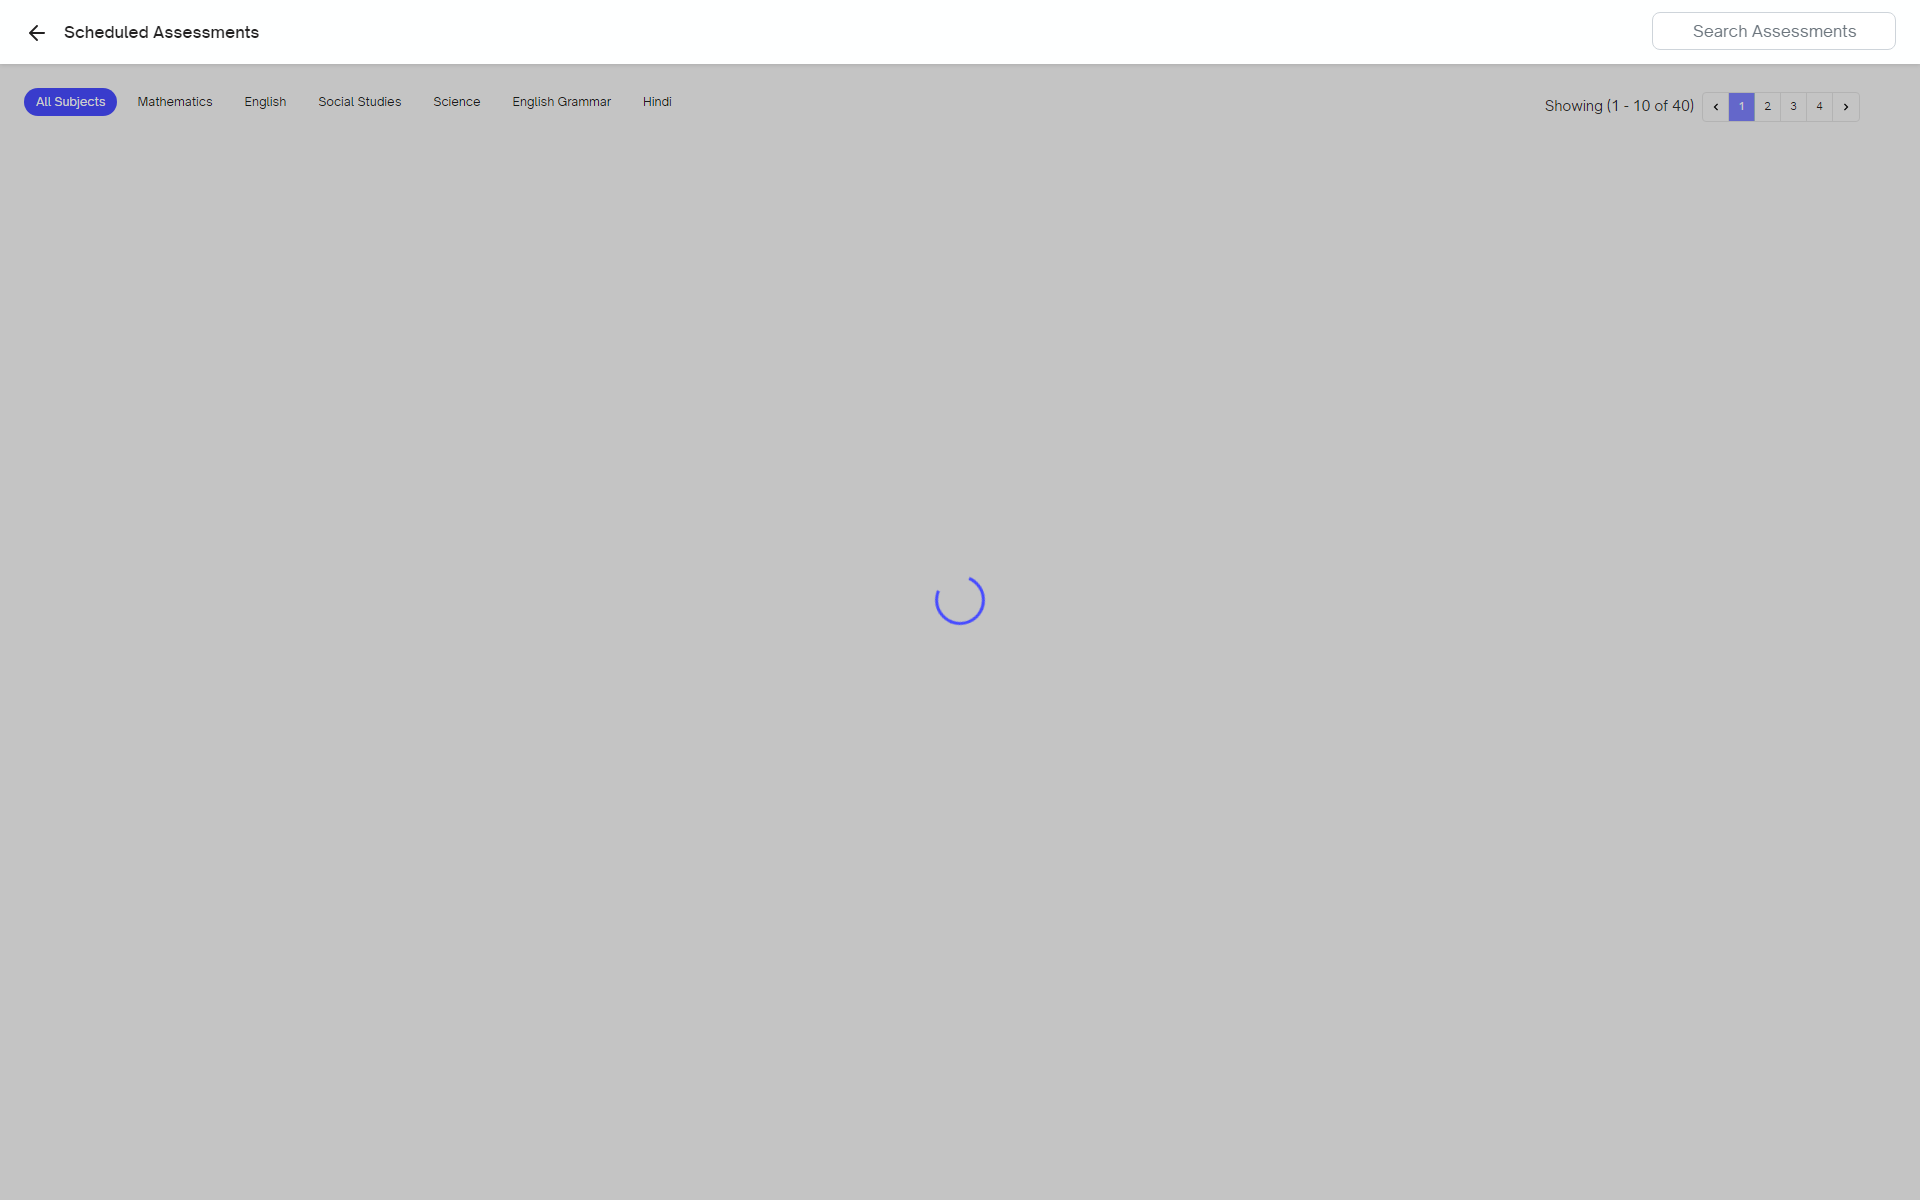 Scheduled Assessments
Search Assessments
All Subjects Mathematics English Social Studies Science English Grammar Hindi
Showing (1 - 10 of 40) ‹ 1 2 3 4 ›